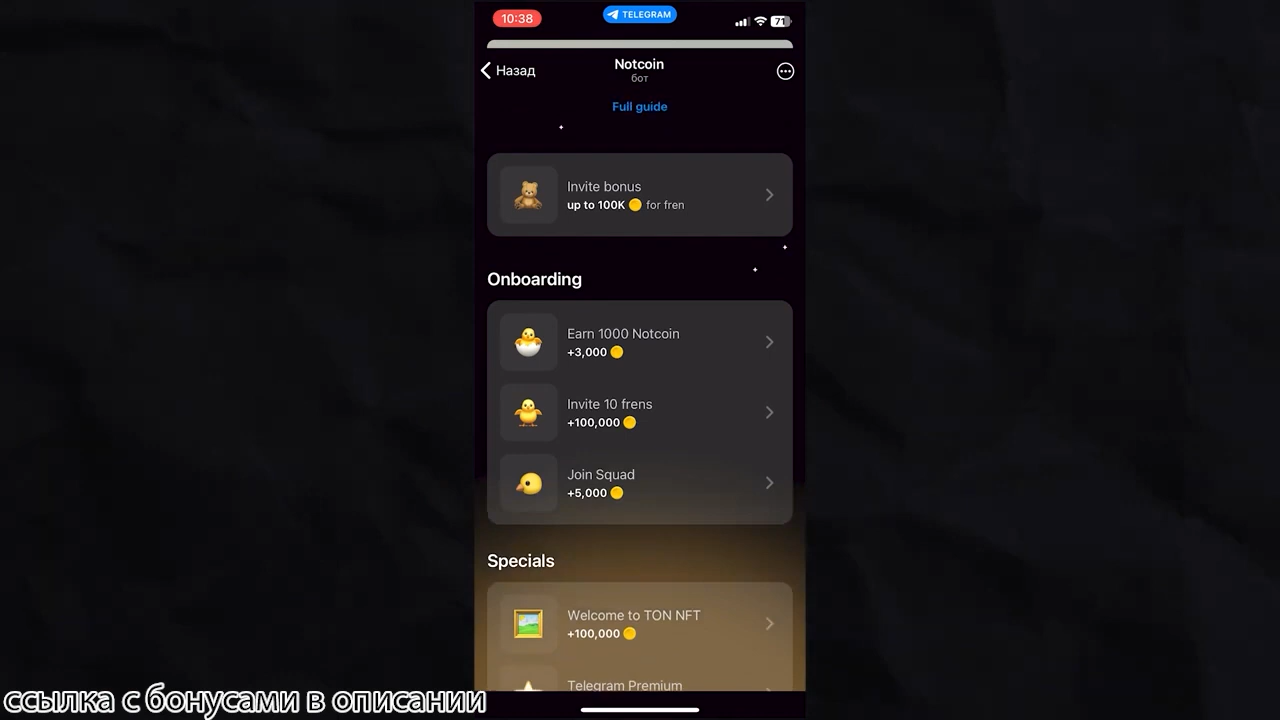 10:38
TELEGRAM
71
Назад
Notcoin
бот
Full guide
Invite bonus
up to 100K for fren
Onboarding
Earn 1000 Notcoin
+3,000
Invite 10 frens
+100,000
Join Squad
+5,000
Specials
Welcome to TON NFT
+100,000
Telegram Premium
ссылка с бонусами в описании